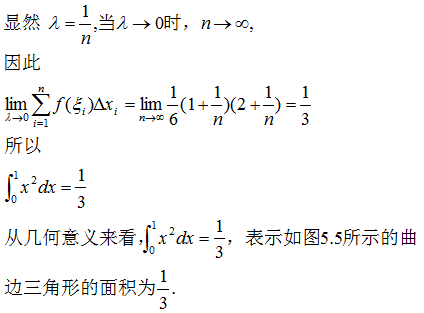 显然 λ = 1/n,当λ → 0时，n → ∞,
因此
lim_{λ→0} ∑_{i=1}^{n} f(ξ_i)Δx_i = lim_{n→∞} 1/6 (1 + 1/n)(2 + 1/n) = 1/3
所以
∫_0^1 x^2 dx = 1/3
从几何意义来看，∫_0^1 x^2 dx = 1/3，表示如图5.5所示的曲
边三角形的面积为1/3.